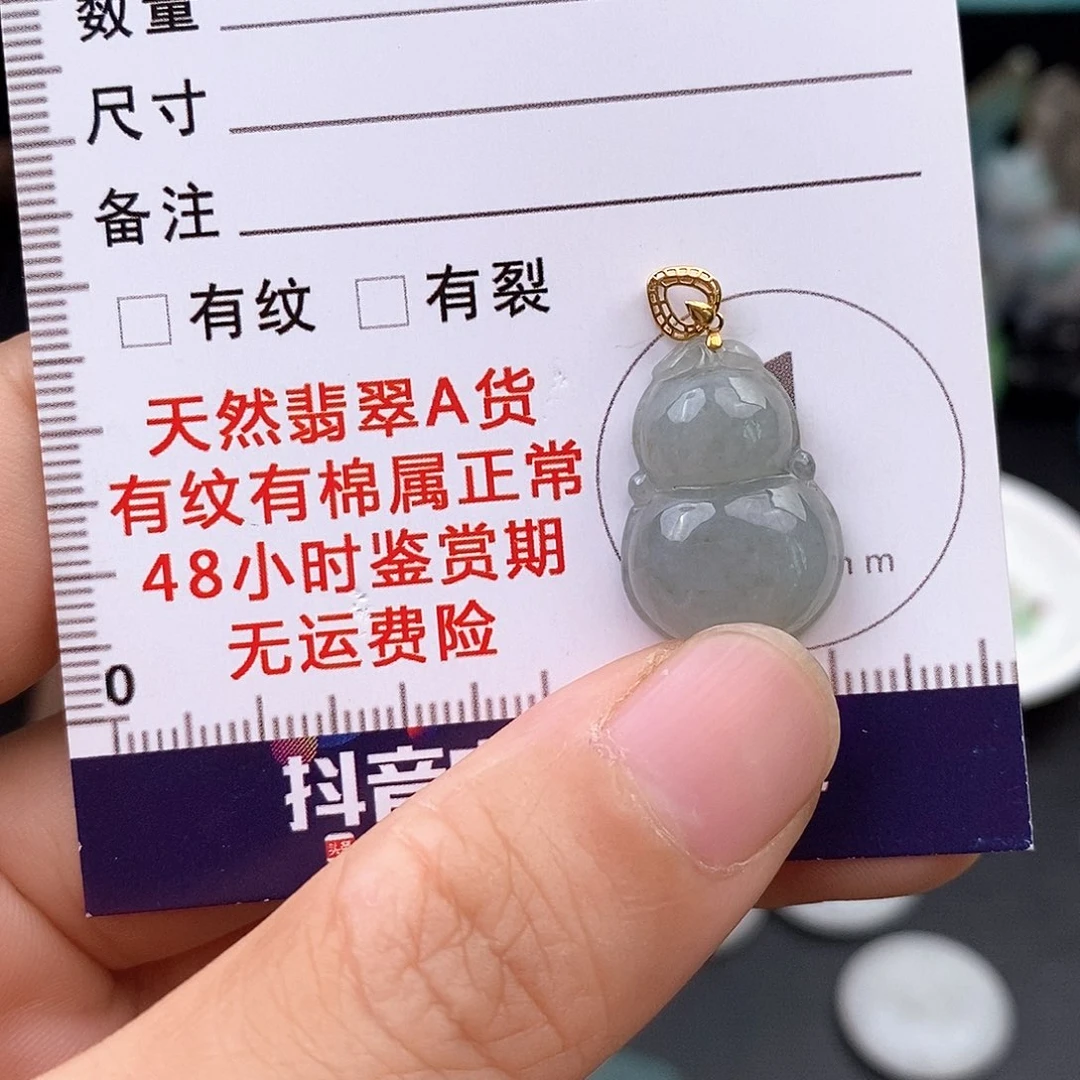 数量
尺寸
备注
有纹 有裂
天然翡翠A货
有纹有棉属正常
48小时鉴赏期
无运费险
mm
0
抖音